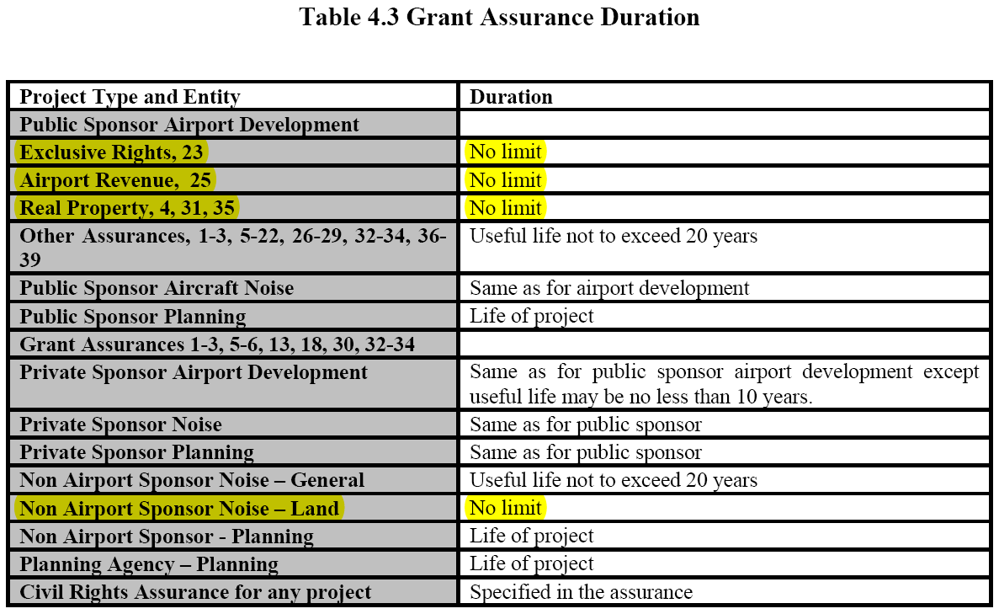 Table 4.3 Grant Assurance Duration
Project Type and Entity Duration
Public Sponsor Airport Development
Exclusive Rights, 23 No limit
Airport Revenue, 25 No limit
Real Property, 4, 31, 35 No limit
Other Assurances, 1-3, 5-22, 26-29, 32-34, 36- Useful life not to exceed 20 years
39
Public Sponsor Aircraft Noise Same as for airport development
Public Sponsor Planning Life of project
Grant Assurances 1-3, 5-6, 13, 18, 30, 32-34
Private Sponsor Airport Development Same as for public sponsor airport development except
useful life may be no less than 10 years.
Private Sponsor Noise Same as for public sponsor
Private Sponsor Planning Same as for public sponsor
Non Airport Sponsor Noise – General Useful life not to exceed 20 years
Non Airport Sponsor Noise – Land No limit
Non Airport Sponsor - Planning Life of project
Planning Agency – Planning Life of project
Civil Rights Assurance for any project Specified in the assurance